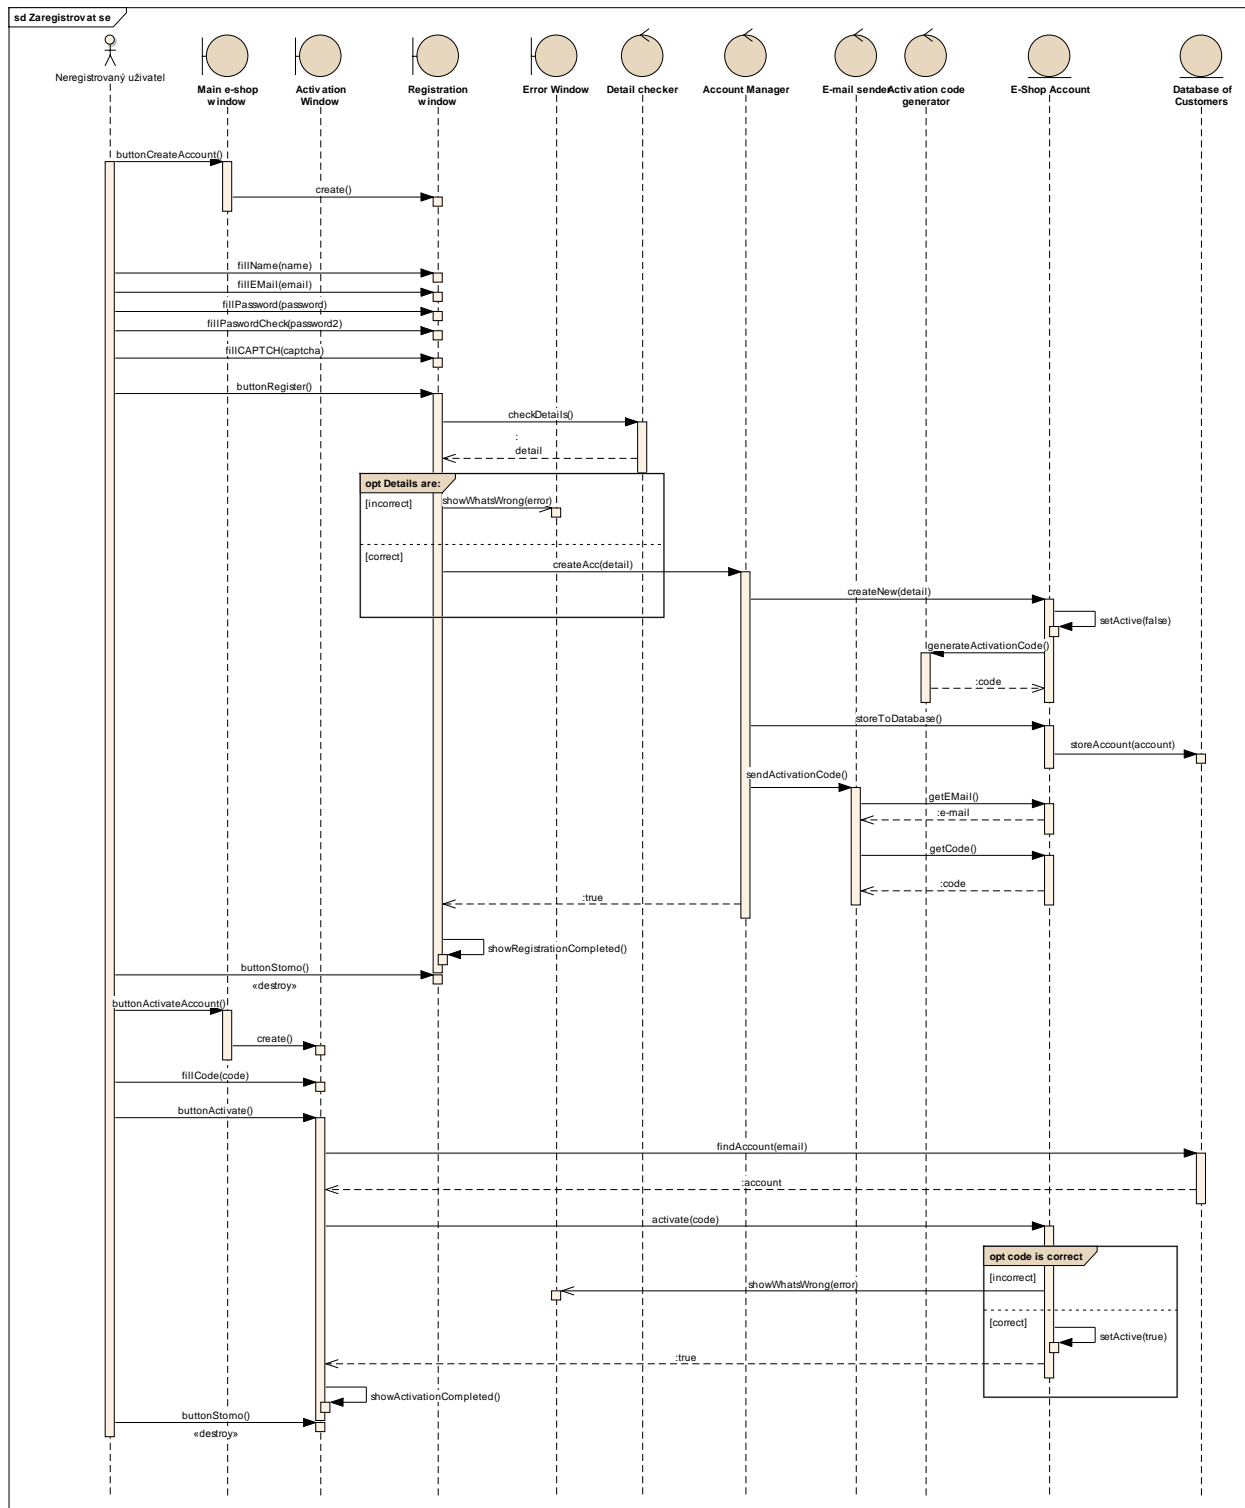 sd Zaregistrovat se
Neregistrovaný uživatel
Main e-shop
window
Activation
Window
Registration
window
Error Window
Detail checker
Account Manager
E-mail sender
Activation code
generator
E-Shop Account
Database of
Customers
buttonCreateAccount()
create()
fillName(name)
fillEMail(email)
fillPassword(password)
fillPaswordCheck(password2)
fillCAPTCH(captcha)
buttonRegister()
checkDetails()
:
detail
opt Details are:
[incorrect]
showWhatsWrong(error)
[correct]
createAcc(detail)
createNew(detail)
setActive(false)
generateActivationCode()
:code
storeToDatabase()
storeAccount(account)
sendActivationCode()
getEMail()
:e-mail
getCode()
:code
:true
showRegistrationCompleted()
buttonStorno()
«destroy»
buttonActivateAccount()
create()
fillCode(code)
buttonActivate()
findAccount(email)
:account
activate(code)
opt code is correct
[incorrect]
showWhatsWrong(error)
[correct]
setActive(true)
:true
showActivationCompleted()
buttonStorno()
«destroy»